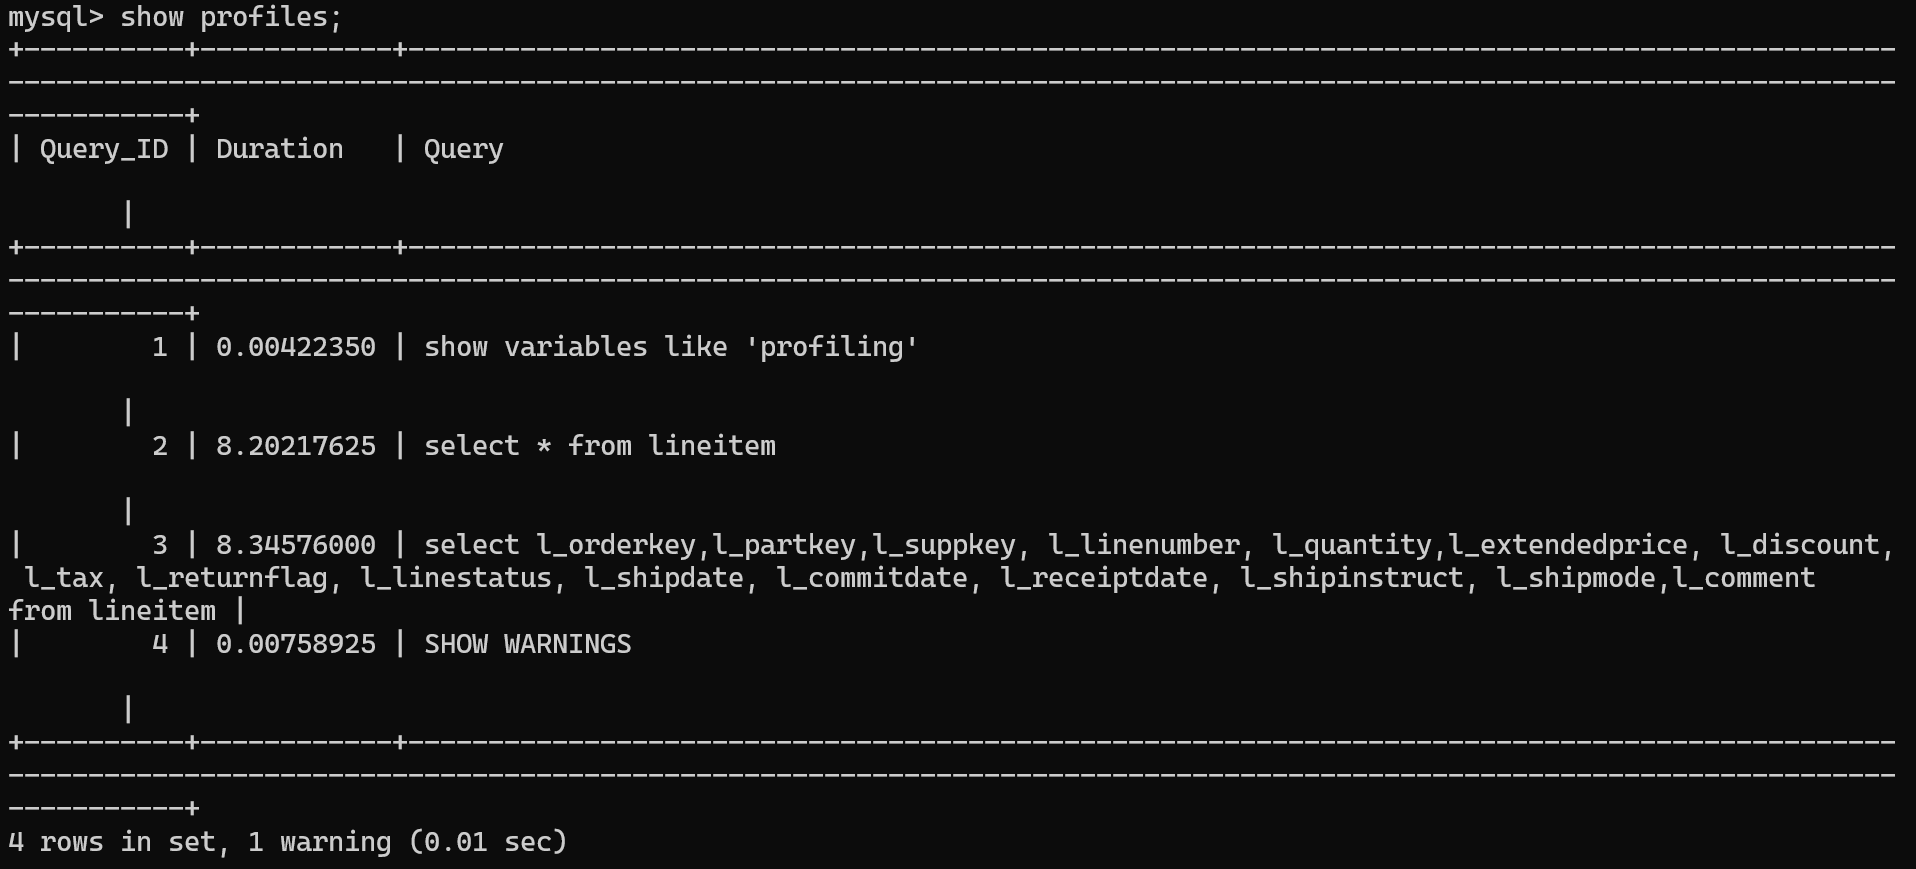 mysql> show profiles;
+----------+------------+---------------------------------------------------------------------------------------------
----------------------------------------------------------------------------------------------------------------------
-----------+
| Query_ID | Duration   | Query
       |
+----------+------------+---------------------------------------------------------------------------------------------
----------------------------------------------------------------------------------------------------------------------
-----------+
|        1 | 0.00422350 | show variables like 'profiling'
       |
|        2 | 8.20217625 | select * from lineitem
       |
|        3 | 8.34576000 | select l_orderkey,l_partkey,l_suppkey, l_linenumber, l_quantity,l_extendedprice, l_discount,
 l_tax, l_returnflag, l_linestatus, l_shipdate, l_commitdate, l_receiptdate, l_shipinstruct, l_shipmode,l_comment
from lineitem |
|        4 | 0.00758925 | SHOW WARNINGS
       |
+----------+------------+---------------------------------------------------------------------------------------------
----------------------------------------------------------------------------------------------------------------------
-----------+
4 rows in set, 1 warning (0.01 sec)